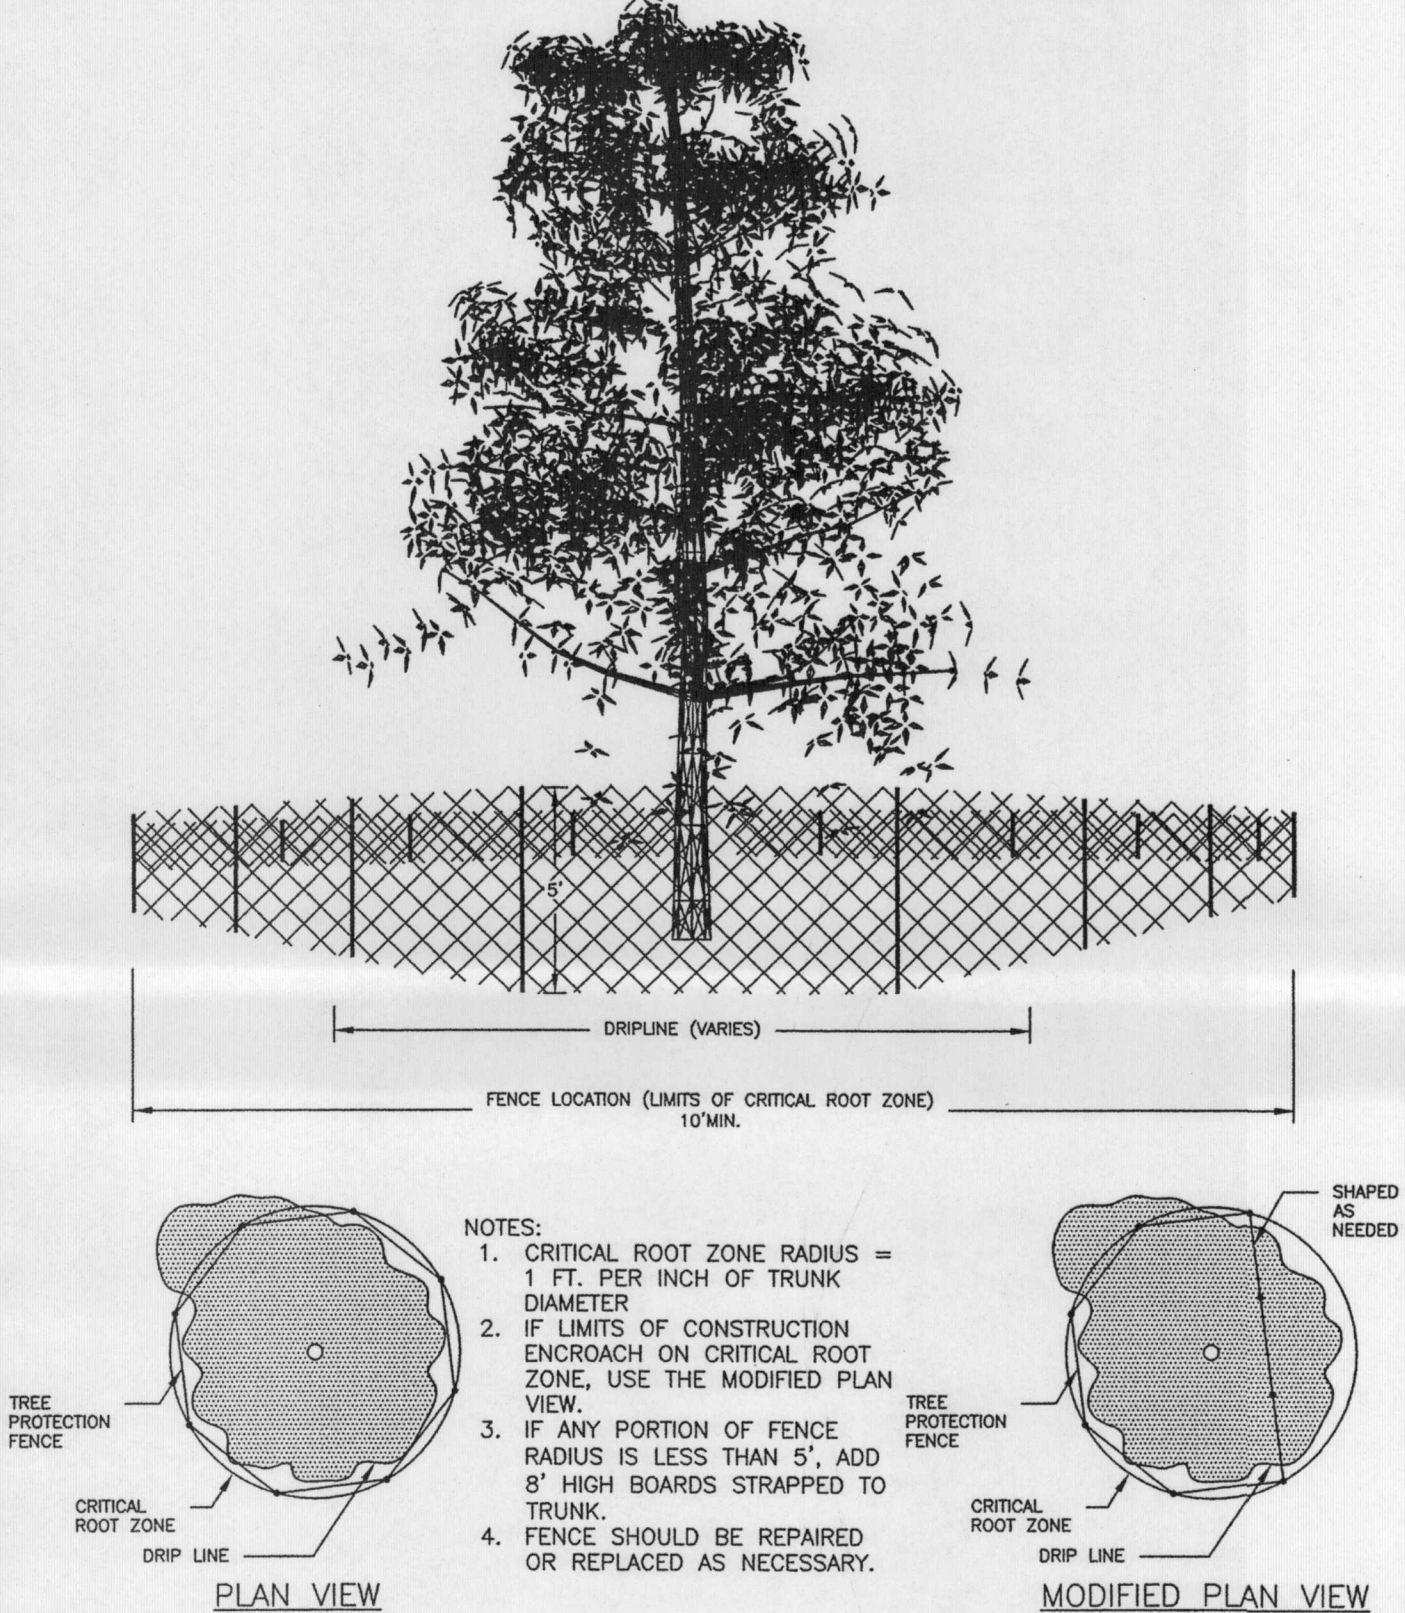 5'
DRIPLINE (VARIES)
FENCE LOCATION (LIMITS OF CRITICAL ROOT ZONE)
10'MIN.
TREE
PROTECTION
FENCE
CRITICAL
ROOT ZONE
DRIP LINE
PLAN VIEW
NOTES:
1. CRITICAL ROOT ZONE RADIUS =
1 FT. PER INCH OF TRUNK
DIAMETER
2. IF LIMITS OF CONSTRUCTION
ENCROACH ON CRITICAL ROOT
ZONE, USE THE MODIFIED PLAN
VIEW.
3. IF ANY PORTION OF FENCE
RADIUS IS LESS THAN 5', ADD
8' HIGH BOARDS STRAPPED TO
TRUNK.
4. FENCE SHOULD BE REPAIRED
OR REPLACED AS NECESSARY.
SHAPED
AS
NEEDED
TREE
PROTECTION
FENCE
CRITICAL
ROOT ZONE
DRIP LINE
MODIFIED PLAN VIEW